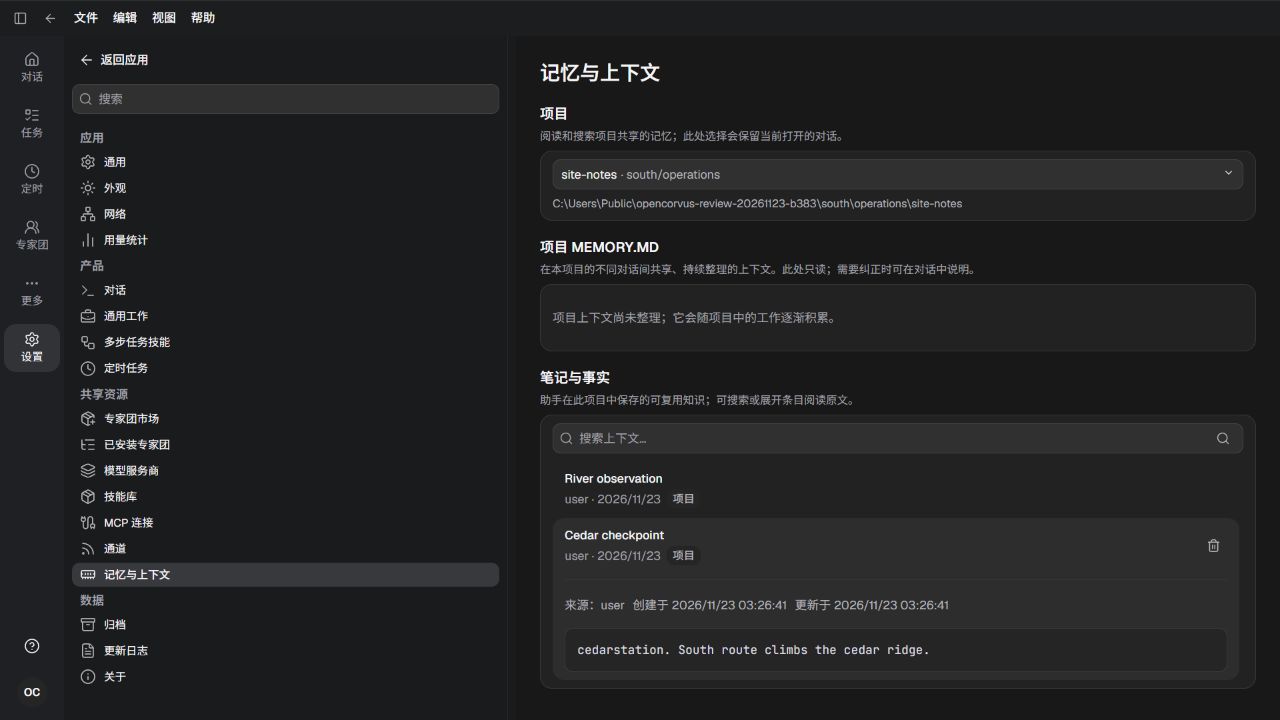 文件 编辑 视图 帮助
对话
任务
定时
专家团
更多
设置
OC
返回应用
搜索
应用
通用
外观
网络
用量统计
产品
对话
通用工作
多步任务技能
定时任务
共享资源
专家团市场
已安装专家团
模型服务商
技能库
MCP 连接
通道
记忆与上下文
数据
归档
更新日志
关于
记忆与上下文
项目
阅读和搜索项目共享的记忆；此处选择会保留当前打开的对话。
site-notes · south/operations
C:\Users\Public\opencorvus-review-20261123-b383\south\operations\site-notes
项目 MEMORY.MD
在本项目的不同对话间共享、持续整理的上下文。此处只读；需要纠正时可在对话中说明。
项目上下文尚未整理；它会随项目中的工作逐渐积累。
笔记与事实
助手在此项目中保存的可复用知识；可搜索或展开条目阅读原文。
搜索上下文...
River observation
user · 2026/11/23 项目
Cedar checkpoint
user · 2026/11/23 项目
来源：user 创建于 2026/11/23 03:26:41 更新于 2026/11/23 03:26:41
cedarstation. South route climbs the cedar ridge.